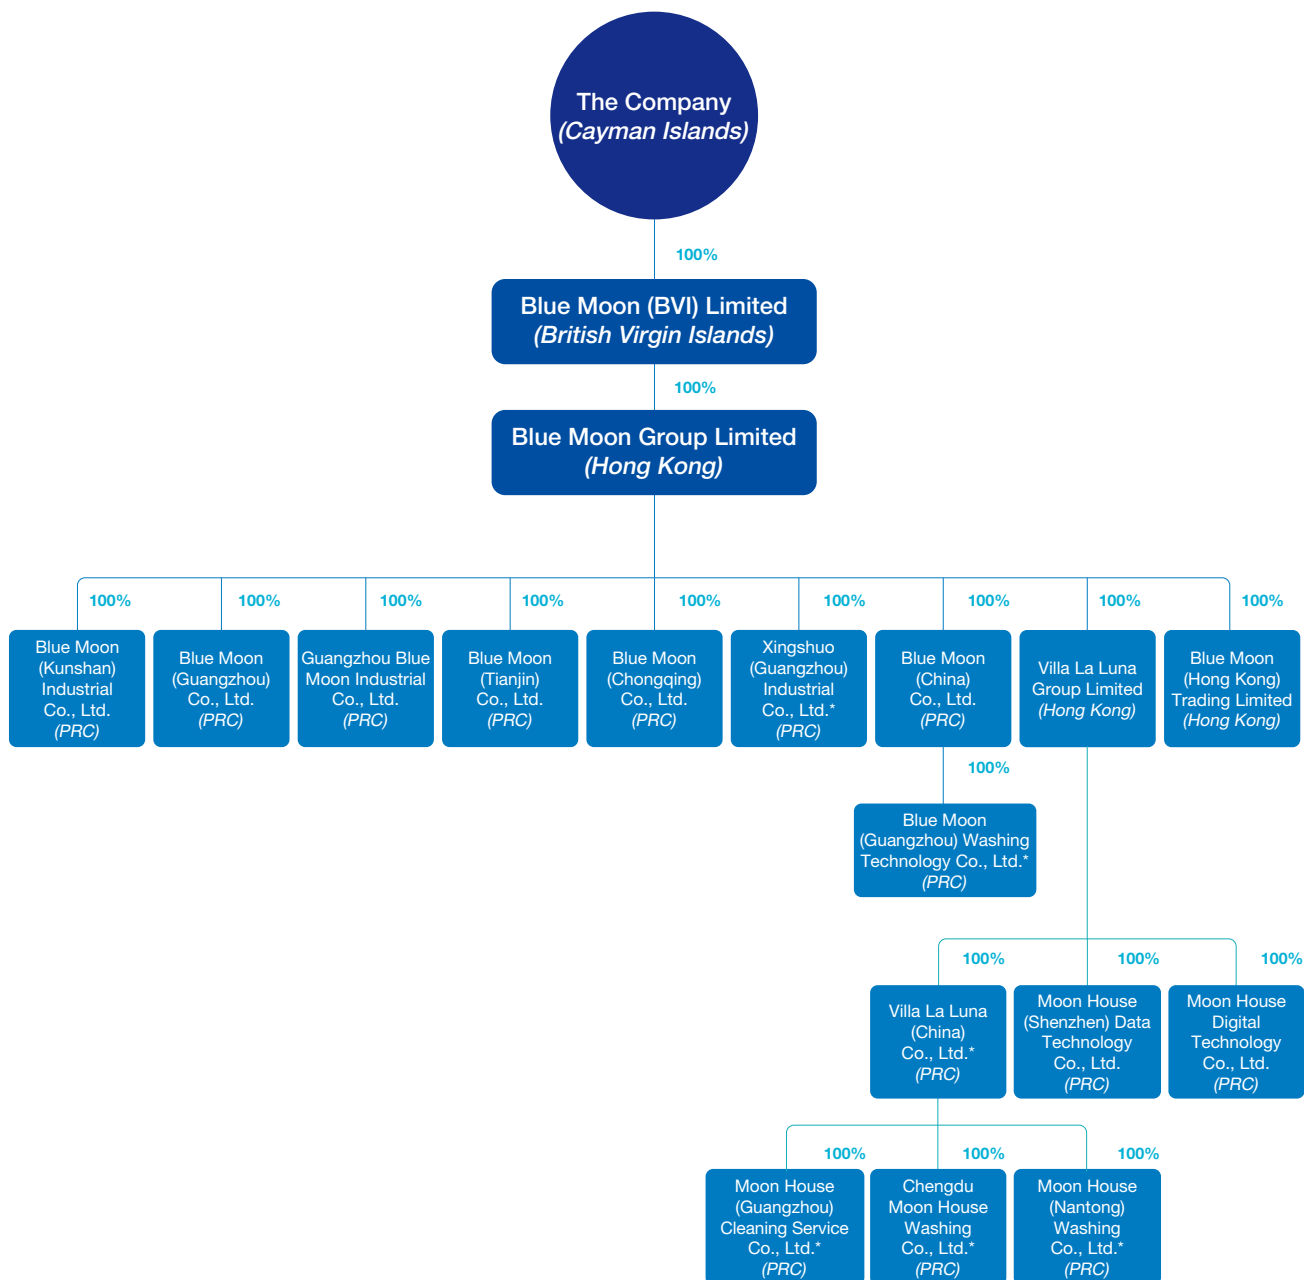 The Company
(Cayman Islands)
100%
Blue Moon (BVI) Limited
(British Virgin Islands)
100%
Blue Moon Group Limited
(Hong Kong)
100%
100%
100%
100%
100%
100%
100%
100%
100%
Blue Moon
(Kunshan)
Industrial
Co., Ltd.
(PRC)
Blue Moon
(Guangzhou)
Co., Ltd.
(PRC)
Guangzhou Blue
Moon Industrial
Co., Ltd.
(PRC)
Blue Moon
(Tianjin)
Co., Ltd.
(PRC)
Blue Moon
(Chongqing)
Co., Ltd.
(PRC)
Xingshuo
(Guangzhou)
Industrial
Co., Ltd.*
(PRC)
Blue Moon
(China)
Co., Ltd.
(PRC)
Villa La Luna
Group Limited
(Hong Kong)
Blue Moon
(Hong Kong)
Trading Limited
(Hong Kong)
100%
Blue Moon
(Guangzhou) Washing
Technology Co., Ltd.*
(PRC)
100%
100%
100%
Villa La Luna
(China)
Co., Ltd.*
(PRC)
Moon House
(Shenzhen) Data
Technology
Co., Ltd.
(PRC)
Moon House
Digital
Technology
Co., Ltd.
(PRC)
100%
100%
100%
Moon House
(Guangzhou)
Cleaning Service
Co., Ltd.*
(PRC)
Chengdu
Moon House
Washing
Co., Ltd.*
(PRC)
Moon House
(Nantong)
Washing
Co., Ltd.*
(PRC)